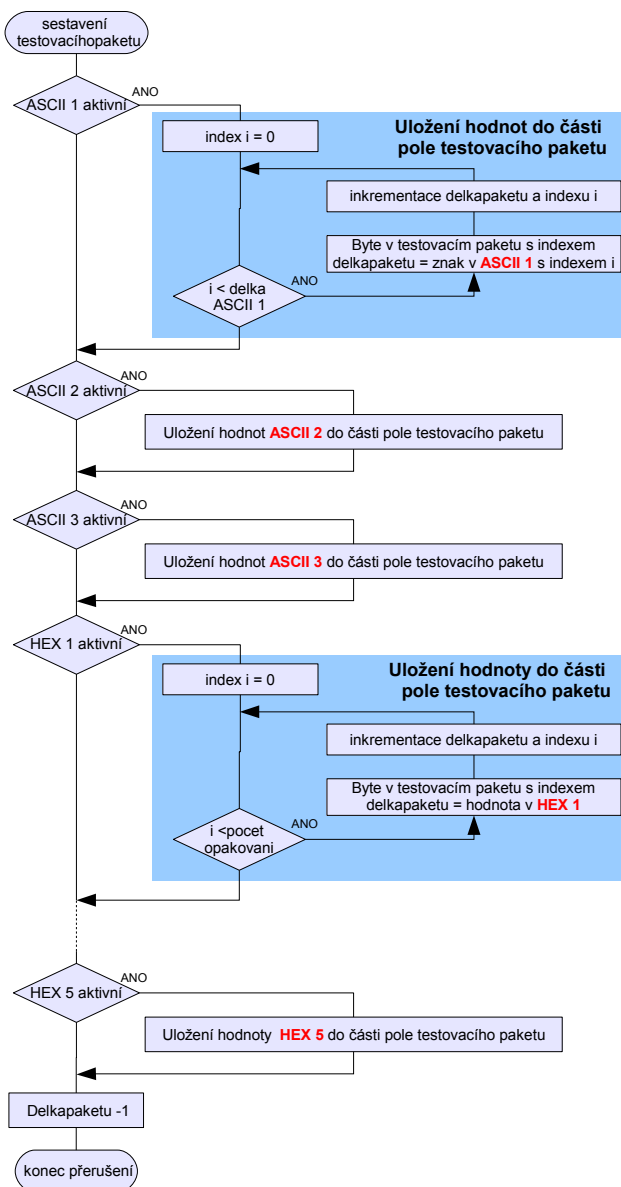 sestavení
testovacíhopaketu
ASCII 1 aktivní
ANO
Uložení hodnot do části
pole testovacího paketu
index i = 0
inkrementace delkapaketu a indexu i
Byte v testovacím paketu s indexem
delkapaketu = znak v ASCII 1 s indexem i
i < delka
ASCII 1
ANO
ASCII 2 aktivní
ANO
Uložení hodnot ASCII 2 do části pole testovacího paketu
ASCII 3 aktivní
ANO
Uložení hodnot ASCII 3 do části pole testovacího paketu
HEX 1 aktivní
ANO
Uložení hodnoty do části
pole testovacího paketu
index i = 0
inkrementace delkapaketu a indexu i
Byte v testovacím paketu s indexem
delkapaketu = hodnota v HEX 1
i <pocet
opakovani
ANO
HEX 5 aktivní
ANO
Uložení hodnoty HEX 5 do části pole testovacího paketu
Delkapaketu -1
konec přerušení